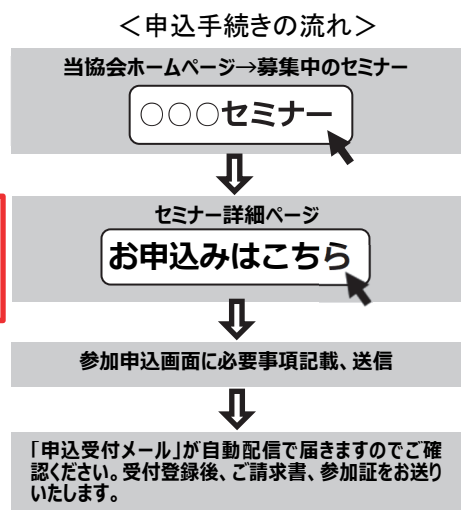 ＜申込手続きの流れ＞
当協会ホームページ→募集中のセミナー
○○○セミナー
セミナー詳細ページ
お申込みはこちら
参加申込画面に必要事項記載、送信
「申込受付メール」が自動配信で届きますのでご確
認ください。受付登録後、ご請求書、参加証をお送り
いたします。